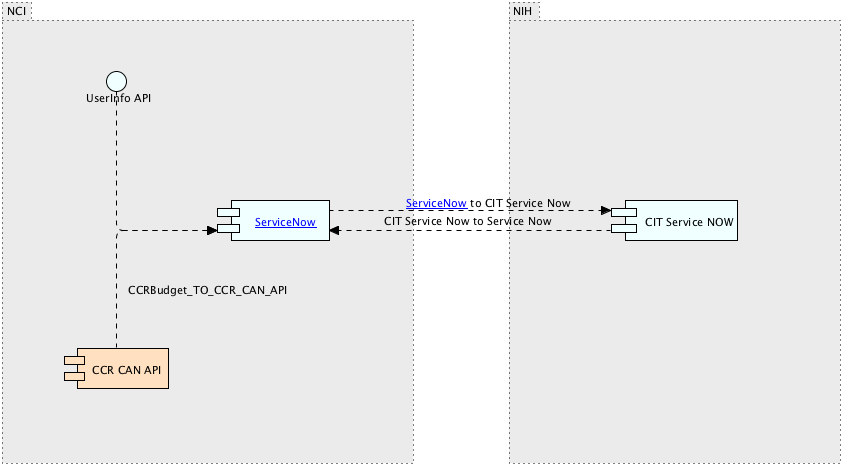 NCI
NIH
UserInfo API
ServiceNow to CIT Service Now
CIT Service Now to Service Now
ServiceNow
CIT Service NOW
CCRBudget_TO_CCR_CAN_API
CCR CAN API